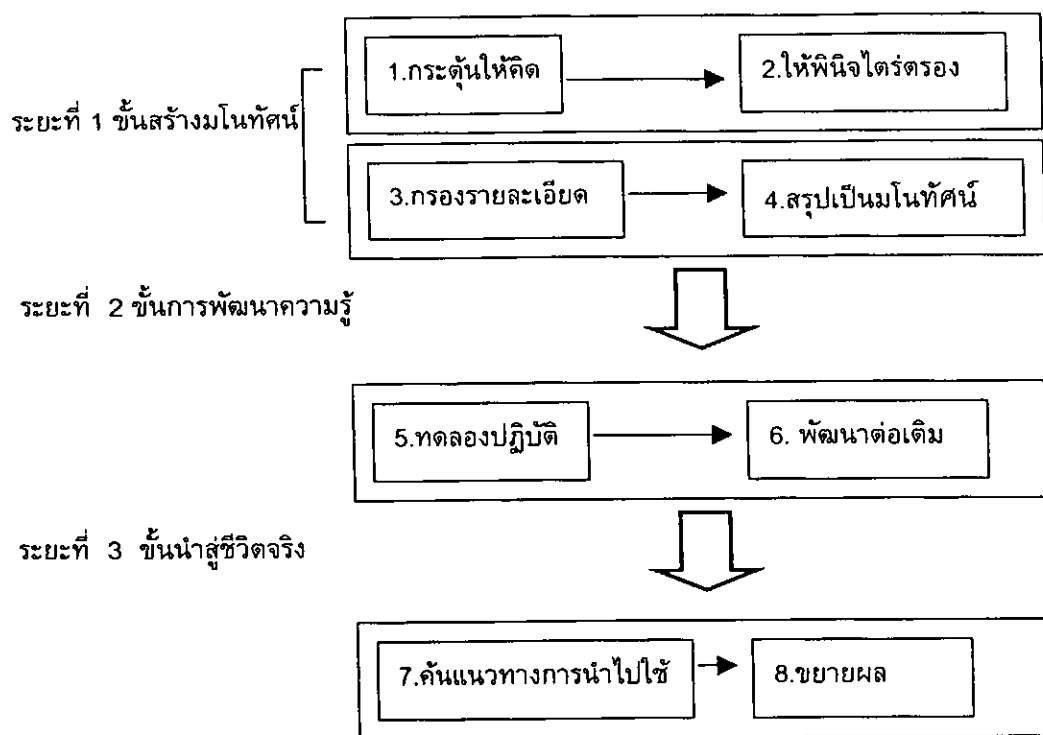 1.กระตุ้นให้คิด
2.ให้พินิจไตร่ตรอง
ระยะที่ 1 ขั้นสร้างมโนทัศน์
3.กรองรายละเอียด
4.สรุปเป็นมโนทัศน์
ระยะที่ 2 ขั้นการพัฒนาความรู้
5.ทดลองปฏิบัติ
6. พัฒนาต่อเติม
ระยะที่ 3 ขั้นนำสู่ชีวิตจริง
7.ค้นแนวทางการนำไปใช้
8.ขยายผล